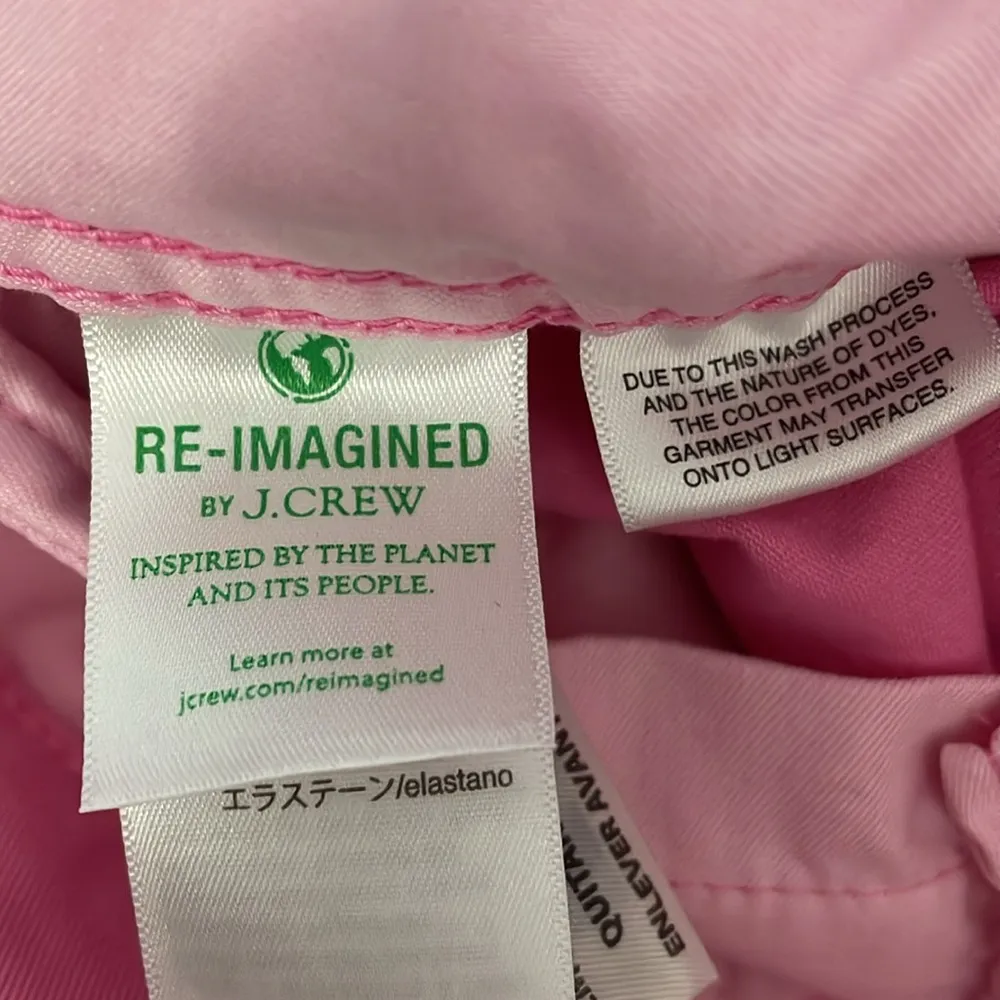 RE-IMAGINED
BY J.CREW
INSPIRED BY THE PLANET
AND ITS PEOPLE.
Learn more at
jcrew.com/reimagined
エラステーン/elastano
DUE TO THIS WASH PROCESS
AND THE NATURE OF DYES,
THE COLOR FROM THIS
GARMENT MAY TRANSFER
ONTO LIGHT SURFACES.
ENLEVER AVAN